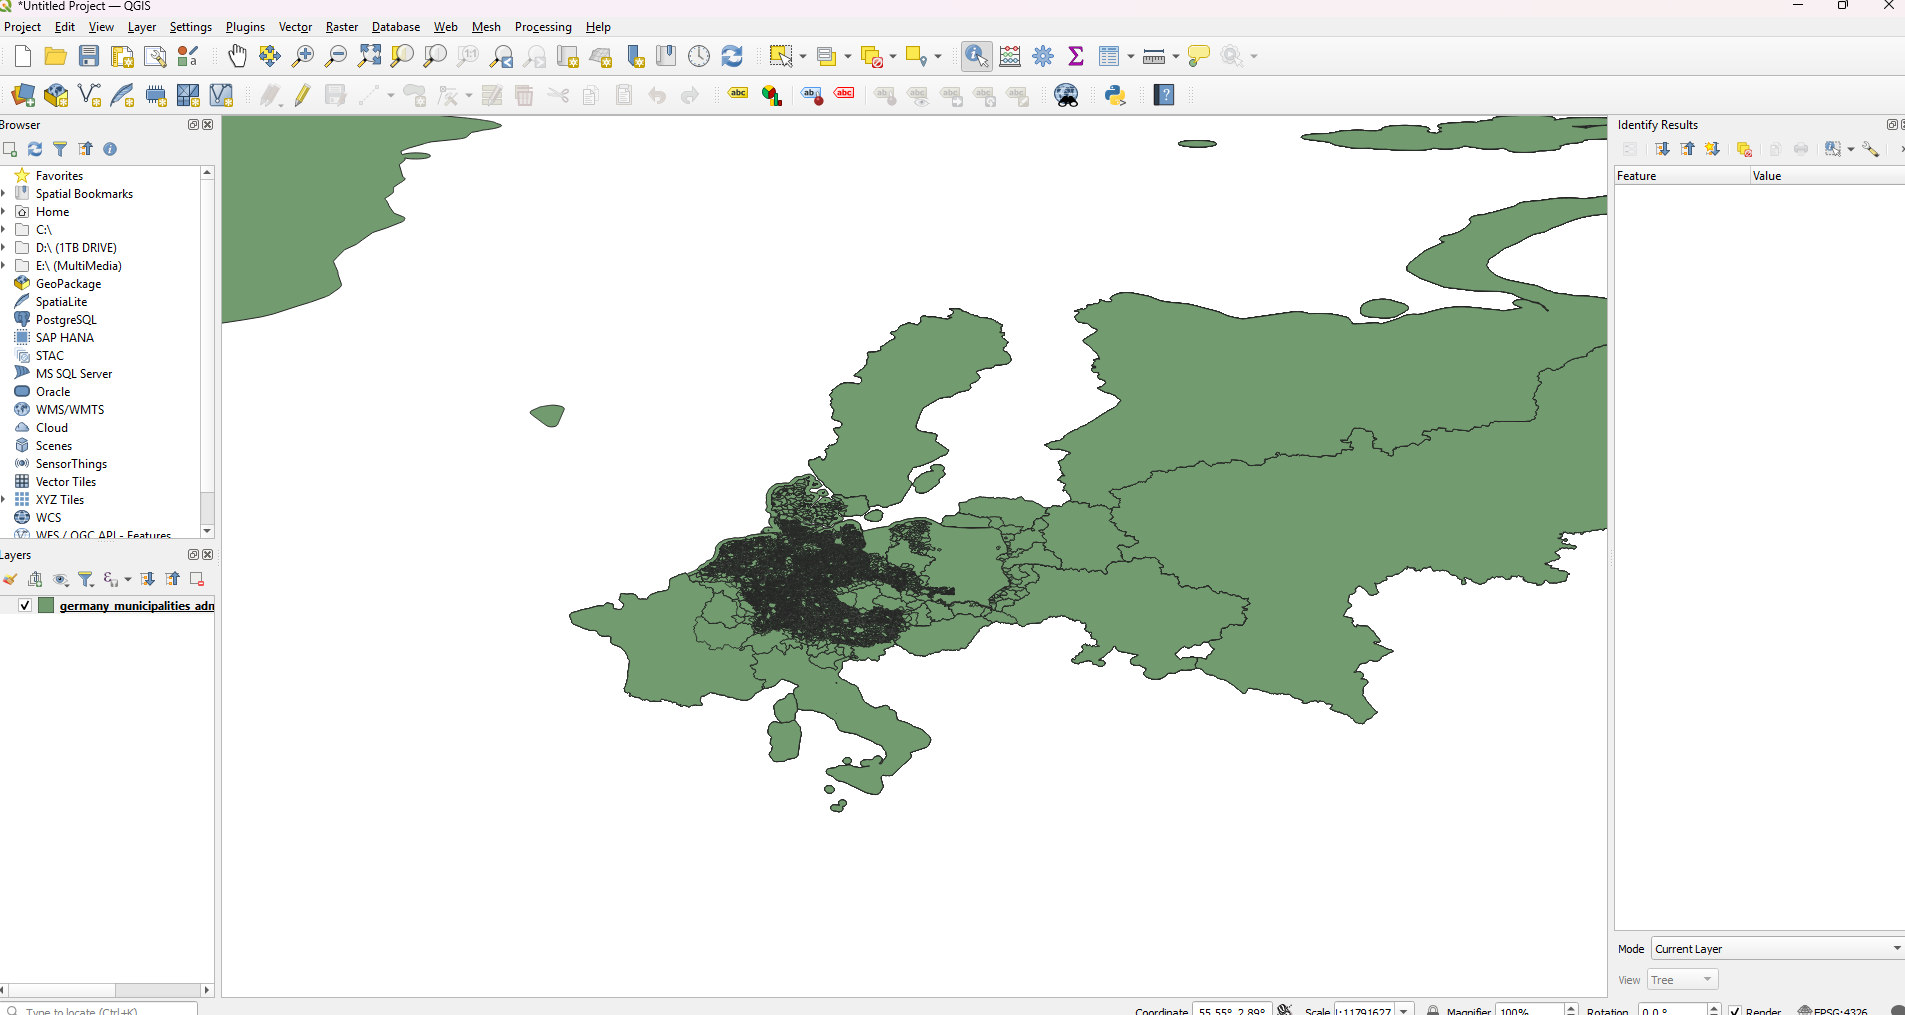 *Untitled Project — QGIS
Project Edit View Layer Settings Plugins Vector Raster Database Web Mesh Processing Help
Browser
Favorites
Spatial Bookmarks
Home
C:\
D:\ (1TB DRIVE)
E:\ (MultiMedia)
GeoPackage
SpatiaLite
PostgreSQL
SAP HANA
STAC
MS SQL Server
Oracle
WMS/WMTS
Cloud
Scenes
SensorThings
Vector Tiles
XYZ Tiles
WCS
WFS / OGC API - Features
Layers
germany_municipalities_adn
Type to locate (Ctrl+K)
Identify Results
Feature Value
Mode Current Layer
View Tree
Coordinate 55.55° 2.89° Scale 1:11791627 Magnifier 100% Rotation 0.0 ° Render EPSG:4326